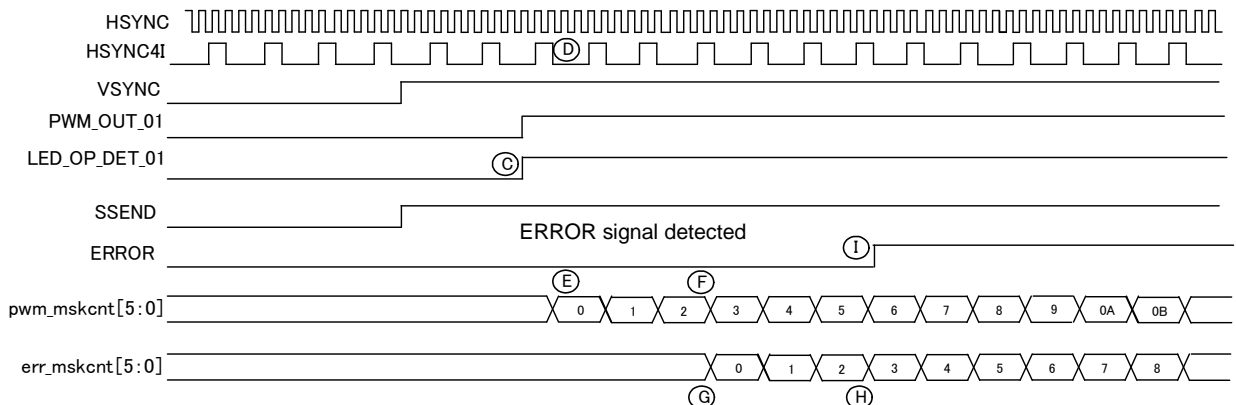 HSYNC
HSYNC4I
D
VSYNC
PWM_OUT_01
LED_OP_DET_01
C
SSEND
ERROR signal detected
ERROR
I
E
F
pwm_mskcnt[5:0]
0 1 2 3 4 5 6 7 8 9 0A 0B
err_mskcnt[5:0]
0 1 2 3 4 5 6 7 8
G
H